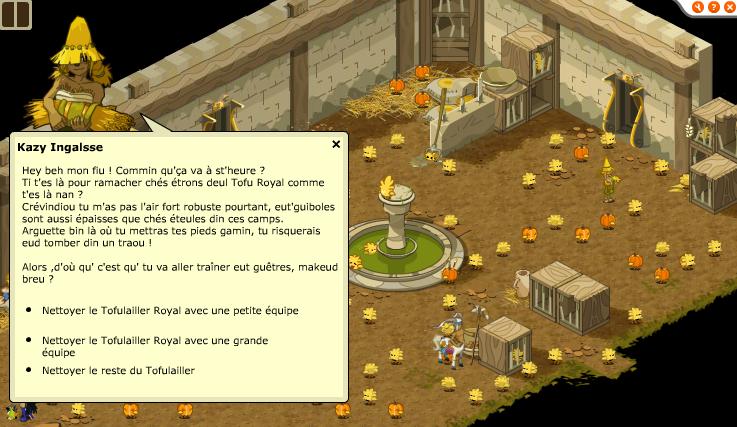 Kazy Ingalsse
Hey beh mon fiu ! Commin qu'ça va à st'heure ?
Ti t'es là pour ramacher chés étrons deul Tofu Royal comme
t'es là nan ?
Crévindiou tu m'as pas l'air fort robuste pourtant, eut'guiboles
sont aussi épaisses que chés éteules din ces camps.
Arguette bin là où tu mettras tes pieds gamin, tu risquerais
eud tomber din un traou !
Alors ,d'où qu' c'est qu' tu va aller traîner eut guêtres, makeud
breu ?
• Nettoyer le Tofulailler Royal avec une petite équipe
• Nettoyer le Tofulailler Royal avec une grande
équipe
• Nettoyer le reste du Tofulailler